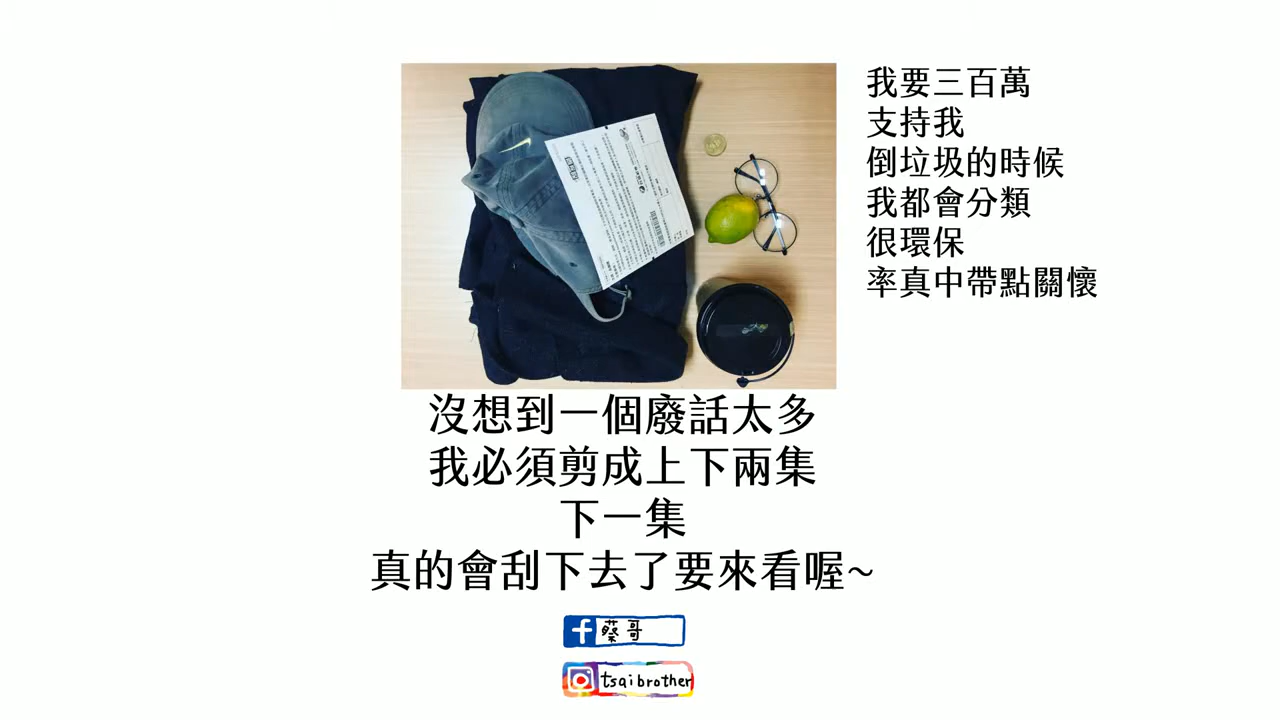 我要三百萬
支持我
倒垃圾的時候
我都會分類
很環保
率真中帶點關懷
沒想到一個廢話太多
我必須剪成上下兩集
下一集
真的會刮下去了要來看喔~
f 蔡哥
tsaibrother